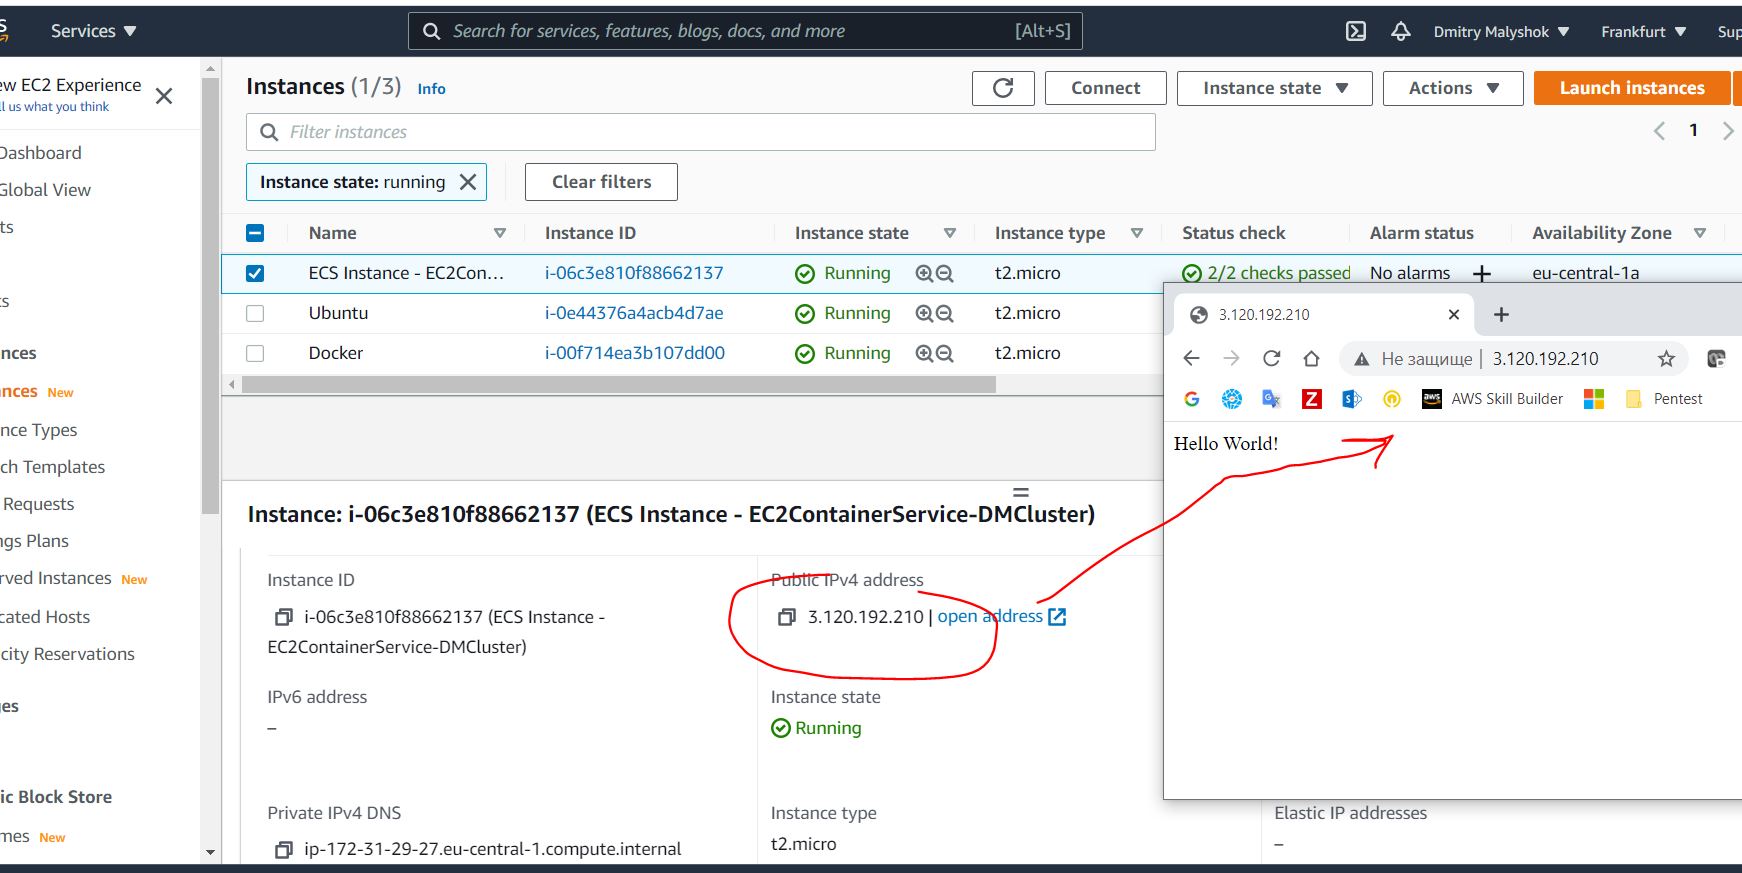 Services
Search for services, features, blogs, docs, and more [Alt+S]
Dmitry Malyshok
Frankfurt
Sup
ew EC2 Experience
ll us what you think
Dashboard
Global View
ts
ts
nces
nces New
nce Types
ch Templates
Requests
ngs Plans
rved Instances New
cated Hosts
city Reservations
ges
ic Block Store
mes New
Instances (1/3) Info
Connect
Instance state
Actions
Launch instances
Filter instances
1
Instance state: running
Clear filters
Name Instance ID Instance state Instance type Status check Alarm status Availability Zone
ECS Instance - EC2Con... i-06c3e810f88662137 Running t2.micro 2/2 checks passed No alarms + eu-central-1a
Ubuntu i-0e44376a4acb4d7ae Running t2.micro
Docker i-00f714ea3b107dd00 Running t2.micro
3.120.192.210
Не защище | 3.120.192.210
AWS Skill Builder Pentest
Hello World!
Instance: i-06c3e810f88662137 (ECS Instance - EC2ContainerService-DMCluster)
Instance ID
i-06c3e810f88662137 (ECS Instance -
EC2ContainerService-DMCluster)
Public IPv4 address
3.120.192.210 | open address
IPv6 address
–
Instance state
Running
Private IPv4 DNS
ip-172-31-29-27.eu-central-1.compute.internal
Instance type
t2.micro
Elastic IP addresses
–